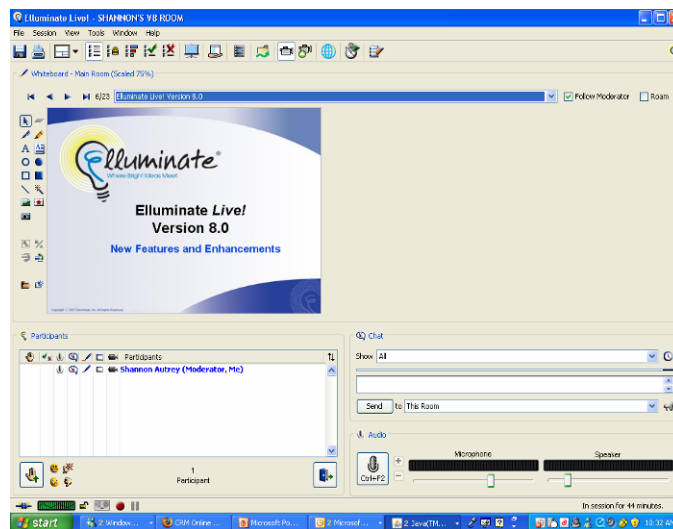 Elluminate Live! - SHANNON'S V8 ROOM
File Session View Tools Window Help
Whiteboard - Main Room (Scaled 75%)
6/23 Elluminate Live! Version 8.0
Follow Moderator Roam
elluminate®
Where Bright Ideas Meet
Elluminate Live!
Version 8.0
New Features and Enhancements
Participants
Participants
Shannon Autrey (Moderator, Me)
1
Participant
Chat
Show All
Send to This Room
Audio
Microphone Speaker
Ctrl+F2
In session for 44 minutes.
start 2 Window... CRM Online ... Microsoft Po... 2 Microsof... 2 Java(TM... 10:32 AM